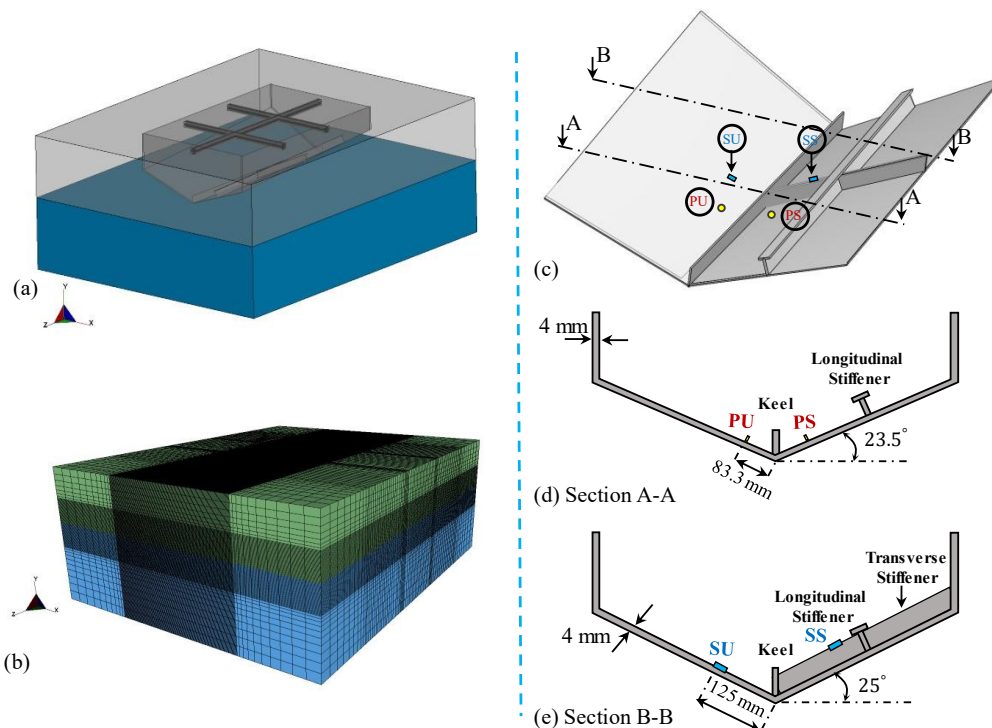 (a)
Y
Z
X
(b)
Y
Z
X
B
A
SU
SS
B
PU
PS
A
(c)
4 mm
Longitudinal
Stiffener
Keel
PU
PS
23.5°
83.3 mm
(d) Section A-A
Transverse
Stiffener
Longitudinal
Stiffener
4 mm
SS
SU
Keel
125 mm
25°
(e) Section B-B